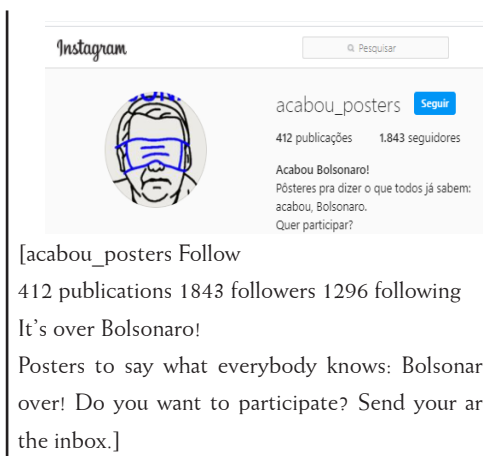 Instagram
Pesquisar
acabou_posters Seguir
412 publicações 1.843 seguidores
Acabou Bolsonaro!
Pôsteres pra dizer o que todos já sabem:
acabou, Bolsonaro.
Quer participar?
[acabou_posters Follow
412 publications 1843 followers 1296 following
It's over Bolsonaro!
Posters to say what everybody knows: Bolsonar
over! Do you want to participate? Send your ar
the inbox.]